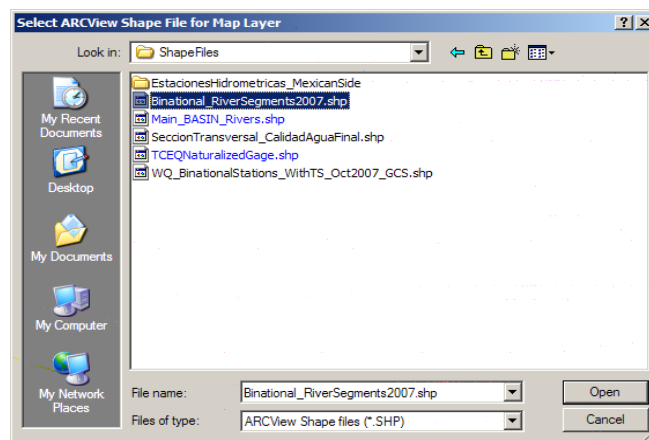 Select ARCView Shape File for Map Layer
Look in: ShapeFiles
EstacionesHidrometricas_MexicanSide
Binational_RiverSegments2007.shp
Main_BASIN_Rivers.shp
SeccionTransversal_CalidadAguaFinal.shp
TCEQNaturalizedGage.shp
WQ_BinationalStations_WithTS_Oct2007_GCS.shp
My Recent
Documents
Desktop
My Documents
My Computer
My Network
Places
File name: Binational_RiverSegments2007.shp Open
Files of type: ARCView Shape files (*.SHP) Cancel